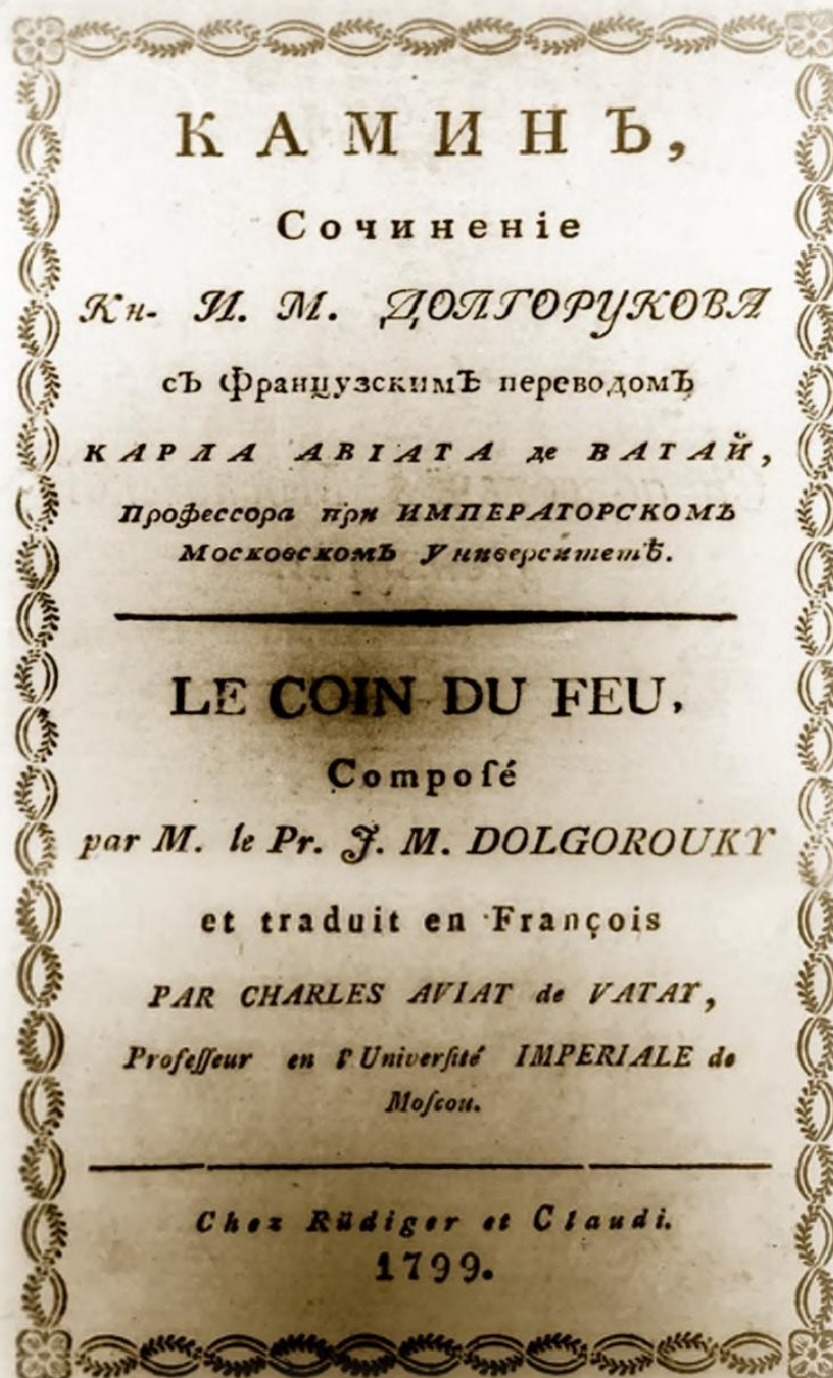 КАМИНЪ,
Сочиненіе
Кн- И. М. ДОЛГОРУКОВА
съ французскимъ переводомъ
КАРЛА АВІАТА де ВАТАЙ,
Профессора при ИМПЕРАТОРСКОМЪ
Московскомъ Университетѣ.
LE COIN DU FEU,
Compoſé
par M. le Pr. J. M. DOLGOROUKY
et traduit en François
PAR CHARLES AVIAT de VATAY,
Profeſſeur en l'Univerſité IMPERIALE de
Moſcou.
Chez Rüdiger et Claudi.
1799.